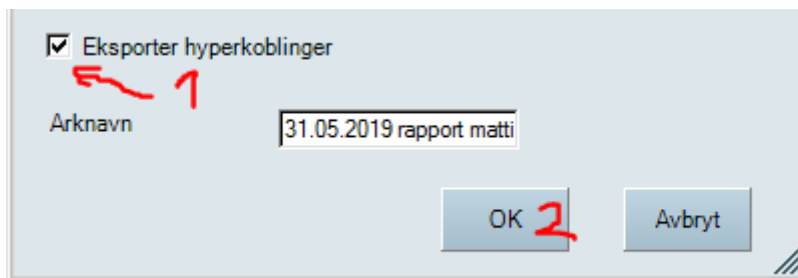 Eksporter hyperkoblinger
1
Arknavn
31.05.2019 rapport matti
OK 2 Avbryt